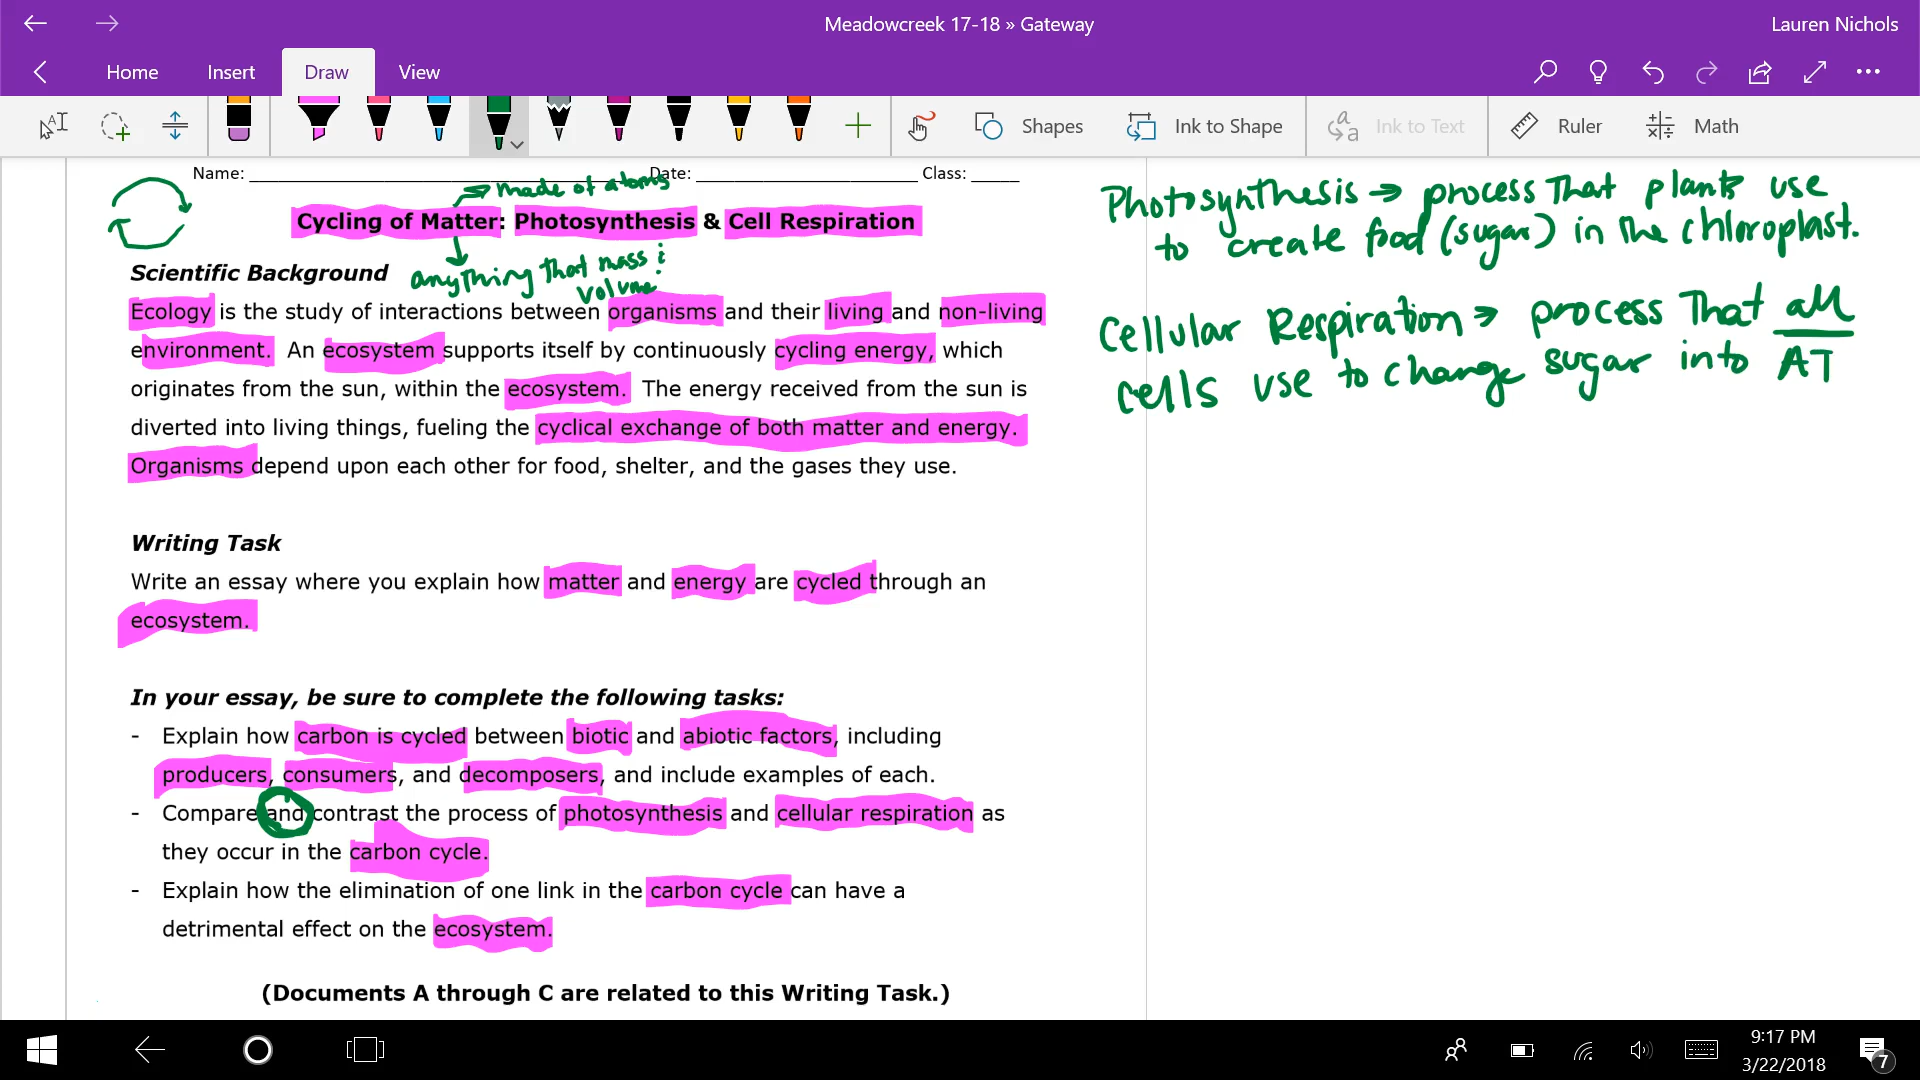 Meadowcreek 17-18 » Gateway
Lauren Nichols
Home Insert Draw View
Shapes Ink to Shape Ink to Text Ruler Math
Name: ____ Date: ____ Class: ____
made of atoms
Cycling of Matter: Photosynthesis & Cell Respiration
anything that mass &
volume
Scientific Background
Ecology is the study of interactions between organisms and their living and non-living
environment. An ecosystem supports itself by continuously cycling energy, which
originates from the sun, within the ecosystem. The energy received from the sun is
diverted into living things, fueling the cyclical exchange of both matter and energy.
Organisms depend upon each other for food, shelter, and the gases they use.
Writing Task
Write an essay where you explain how matter and energy are cycled through an
ecosystem.
In your essay, be sure to complete the following tasks:
- Explain how carbon is cycled between biotic and abiotic factors, including
producers, consumers, and decomposers, and include examples of each.
- Compare and contrast the process of photosynthesis and cellular respiration as
they occur in the carbon cycle.
- Explain how the elimination of one link in the carbon cycle can have a
detrimental effect on the ecosystem.
(Documents A through C are related to this Writing Task.)
Photosynthesis → process that plants use
to create food (sugar) in the chloroplast.
Cellular Respiration → process that all
cells use to change sugar into AT
9:17 PM
3/22/2018
7